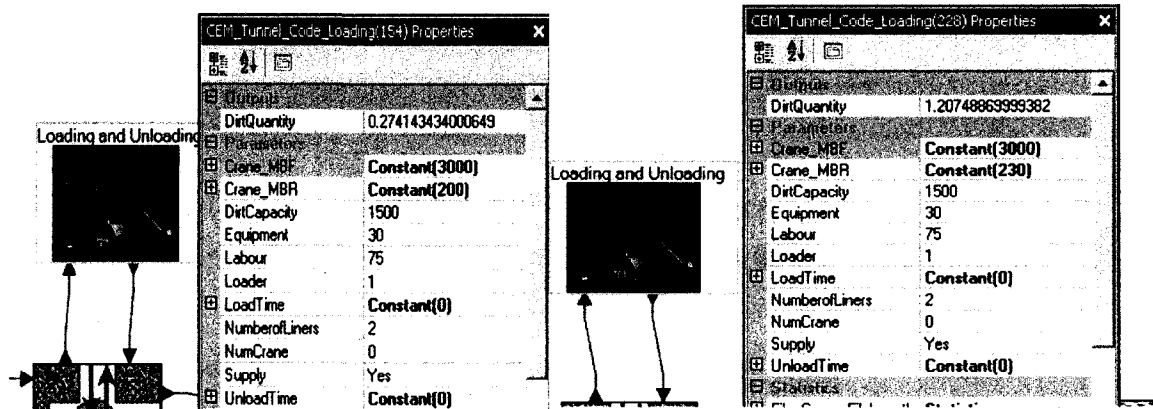 CEM_Tunnel_Code_Loading(154) Properties
Outputs
DirtQuantity 0.274143434000649
Parameters
Crane_MBF Constant(3000)
Crane_MBR Constant(200)
DirtCapacity 1500
Equipment 30
Labour 75
Loader 1
LoadTime Constant(0)
NumberofLiners 2
NumCrane 0
Supply Yes
UnloadTime Constant(0)
Loading and Unloading
CEM_Tunnel_Code_Loading(228) Properties
Outputs
DirtQuantity 1.20748869999382
Parameters
Crane_MBF Constant(3000)
Crane_MBR Constant(230)
DirtCapacity 1500
Equipment 30
Labour 75
Loader 1
LoadTime Constant(0)
NumberofLiners 2
NumCrane 0
Supply Yes
UnloadTime Constant(0)
Statistics
Loading and Unloading